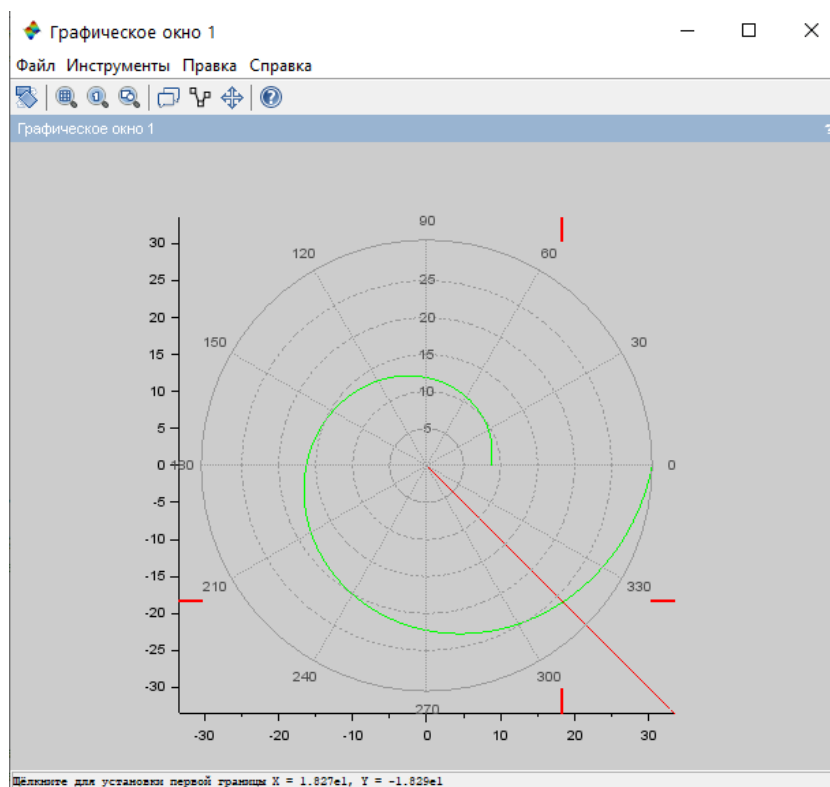 Графическое окно 1
Файл Инструменты Правка Справка
Графическое окно 1 ?
90
30 120 60
25 25
20 20
15 150 15 30
10 10
5 5
0 180 0
-5
-10
-15
210 330
-20
-25
240 300
-30
270
-30 -20 -10 0 10 20 30
Щёлкните для установки первой границы X = 1.827e1, Y = -1.829e1